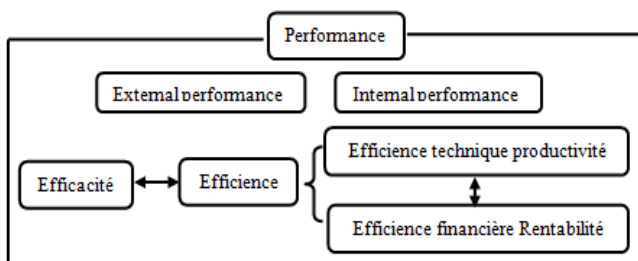 Performance
External performance
Internal performance
Efficience technique productivité
Efficacité
Efficience
Efficience financière Rentabilité